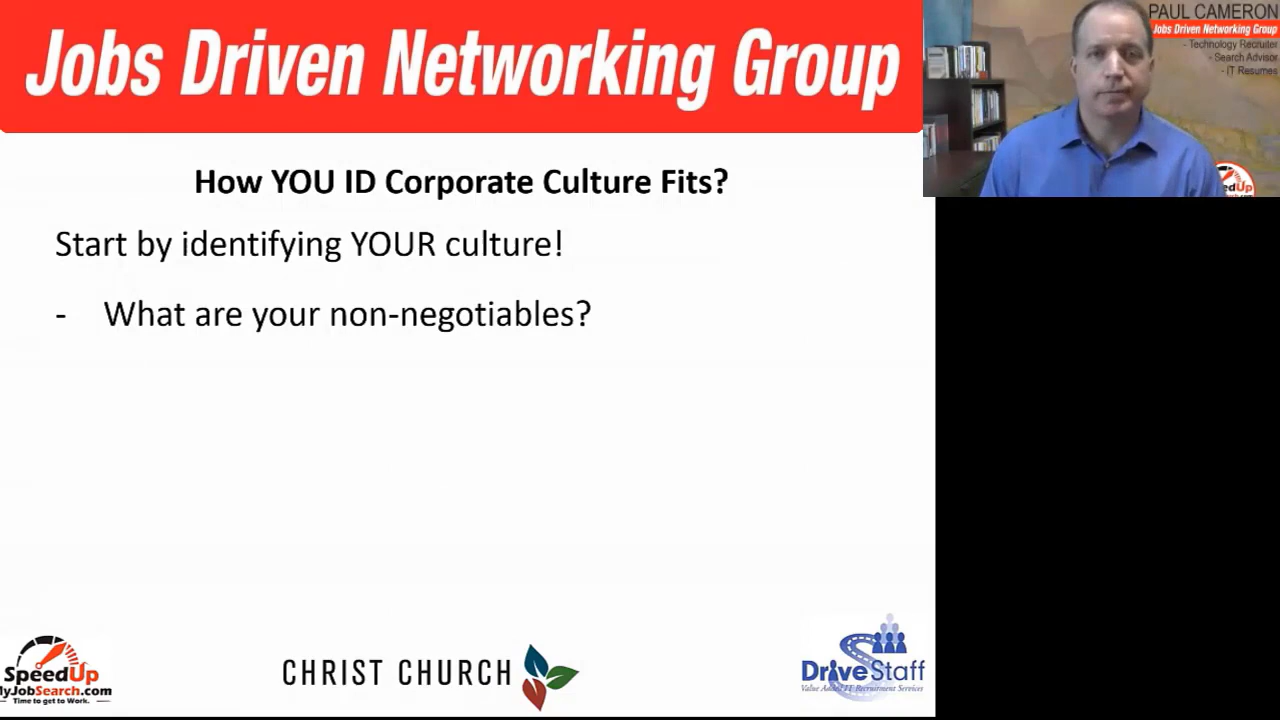 Jobs Driven Networking Group
PAUL CAMERON
Jobs Driven Networking Group
- Technology Recruiter
- Search Advisor
- IT Resumes
edUp
How YOU ID Corporate Culture Fits?
Start by identifying YOUR culture!
- What are your non-negotiables?
SpeedUp
MyJobSearch.com
Time to get to Work.
CHRIST CHURCH
DriveStaff
Value Added IT Recruitment Services